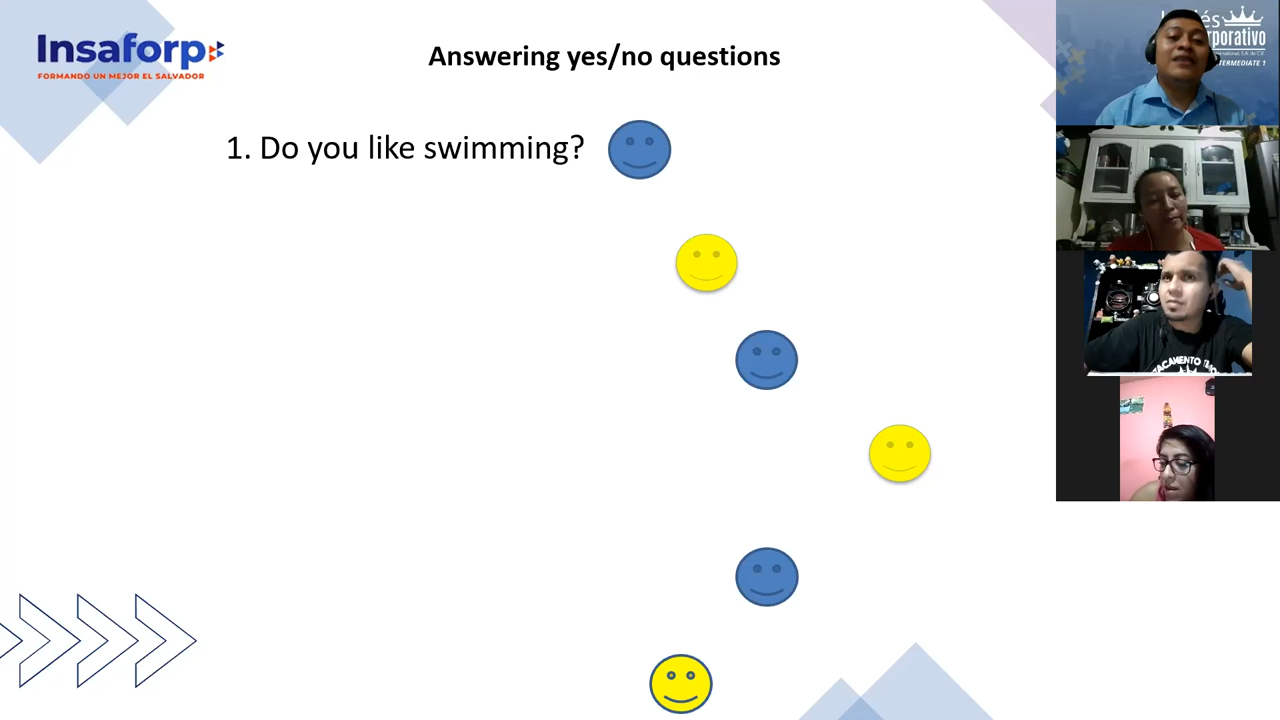 Insaforp
FORMANDO UN MEJOR EL SALVADOR
Answering yes/no questions
1. Do you like swimming?